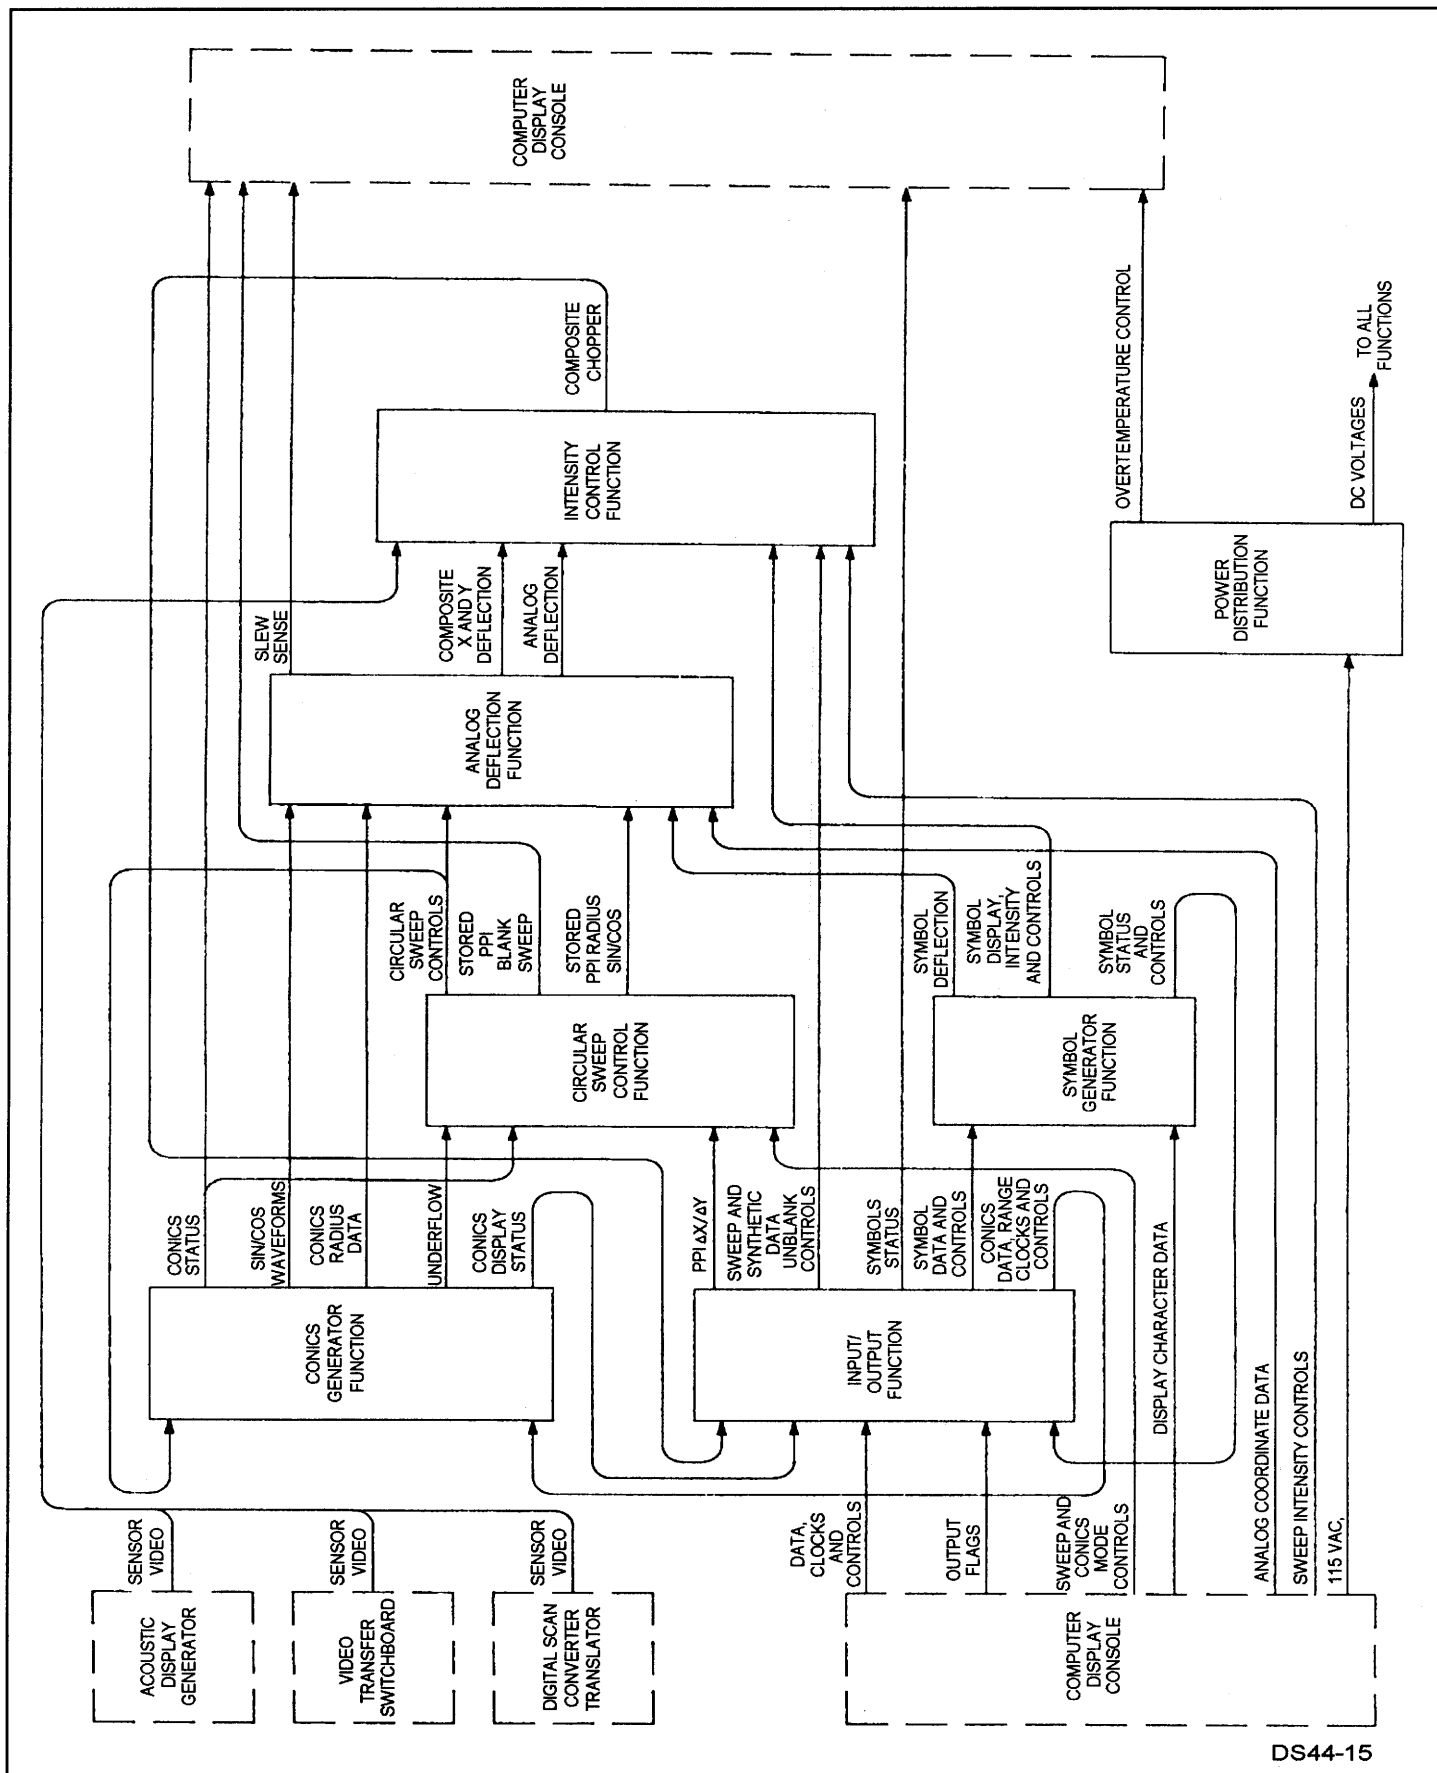 ACOUSTIC
DISPLAY
GENERATOR
SENSOR
VIDEO
VIDEO
TRANSFER
SWITCHBOARD
SENSOR
VIDEO
DIGITAL SCAN
CONVERTER
TRANSLATOR
SENSOR
VIDEO
COMPUTER
DISPLAY
CONSOLE
DATA,
CLOCKS
AND
CONTROLS
OUTPUT
FLAGS
SWEEP AND
CONICS
MODE
CONTROLS
DISPLAY CHARACTER DATA
ANALOG COORDINATE DATA
SWEEP INTENSITY CONTROLS
115 VAC,
CONICS
GENERATOR
FUNCTION
CONICS
STATUS
SIN/COS
WAVEFORMS
CONICS
RADIUS
DATA
UNDERFLOW
CONICS
DISPLAY
STATUS
INPUT/
OUTPUT
FUNCTION
PPI ΔX/ΔY
SWEEP AND
SYNTHETIC
DATA
UNBLANK
CONTROLS
SYMBOLS
STATUS
SYMBOL
DATA AND
CONTROLS
CONICS
DATA, RANGE
CLOCKS AND
CONTROLS
CIRCULAR
SWEEP
CONTROL
FUNCTION
CIRCULAR
SWEEP
CONTROLS
STORED
PPI
BLANK
SWEEP
STORED
PPI RADIUS
SIN/COS
SYMBOL
GENERATOR
FUNCTION
SYMBOL
DEFLECTION
SYMBOL
DISPLAY,
INTENSITY
AND CONTROLS
SYMBOL
STATUS
AND
CONTROLS
ANALOG
DEFLECTION
FUNCTION
SLEW
SENSE
COMPOSITE
X AND Y
DEFLECTION
ANALOG
DEFLECTION
INTENSITY
CONTROL
FUNCTION
COMPOSITE
CHOPPER
POWER
DISTRIBUTION
FUNCTION
OVERTEMPERATURE CONTROL
DC VOLTAGES
TO ALL
FUNCTIONS
COMPUTER
DISPLAY
CONSOLE
DS44-15